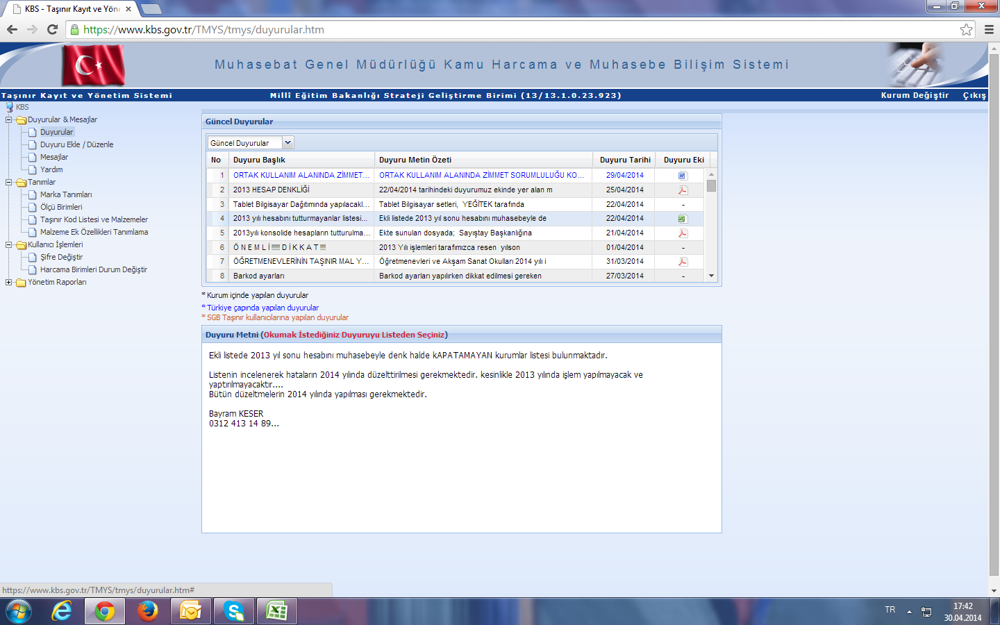 KBS - Taşınır Kayıt ve Yön
https://www.kbs.gov.tr/TMYS/tmys/duyurular.htm
Muhasebat Genel Müdürlüğü Kamu Harcama ve Muhasebe Bilişim Sistemi
Taşınır Kayıt ve Yönetim Sistemi Millî Eğitim Bakanlığı Strateji Geliştirme Birimi (13/13.1.0.23.923) Kurum Değiştir Çıkış
KBS
Duyurular & Mesajlar
Duyurular
Duyuru Ekle / Düzenle
Mesajlar
Yardım
Tanımlar
Marka Tanımları
Ölçü Birimleri
Taşınır Kod Listesi ve Malzemeler
Malzeme Ek Özellikleri Tanımlama
Kullanıcı İşlemleri
Şifre Değiştir
Harcama Birimleri Durum Değiştir
Yönetim Raporları
Güncel Duyurular
Güncel Duyurular
No Duyuru Başlık Duyuru Metin Özeti Duyuru Tarihi Duyuru Eki
1 ORTAK KULLANIM ALANINDA ZİMMET... ORTAK KULLANIM ALANINDA ZİMMET SORUMLULUĞU KO... 29/04/2014
2 2013 HESAP DENKLİĞİ 22/04/2014 tarihindeki duyurumuz ekinde yer alan m 25/04/2014
3 Tablet Bilgisayar Dağıtımında yapılacakl... Tablet Bilgisayar setleri, YEĞİTEK tarafında 22/04/2014 -
4 2013 yılı hesabını tutturmayanlar listesi... Ekli listede 2013 yıl sonu hesabını muhasebeyle de 22/04/2014
5 2013yılı konsolide hesapların tutturulma... Ekte sunulan dosyada; Sayıştay Başkanlığına 21/04/2014
6 Ö N E M L İ D İ K K A T 2013 Yılı işlemleri tarafımızca resen yılson 01/04/2014 -
7 ÖĞRETMENEVLERİNİN TAŞINIR MAL Y... Öğretmenevleri ve Akşam Sanat Okulları 2014 yılı i 31/03/2014
8 Barkod ayarları Barkod ayarları yapılırken dikkat edilmesi gereken 27/03/2014 -
* Kurum içinde yapılan duyurular
* Türkiye çapında yapılan duyurular
* SGB Taşınır kullanıcılarına yapılan duyurular
Duyuru Metni (Okumak İstediğiniz Duyuruyu Listeden Seçiniz)
Ekli listede 2013 yıl sonu hesabını muhasebeyle denk halde kAPATAMAYAN kurumlar listesi bulunmaktadır.
Listenin incelenerek hataların 2014 yılında düzelttirilmesi gerekmektedir. kesinlikle 2013 yılında işlem yapılmayacak ve
yaptırılmayacaktır....
Bütün düzeltmelerin 2014 yılında yapılması gerekmektedir.
Bayram KESER
0312 413 14 89...
https://www.kbs.gov.tr/TMYS/tmys/duyurular.htm#
TR 17:42
30.04.2014